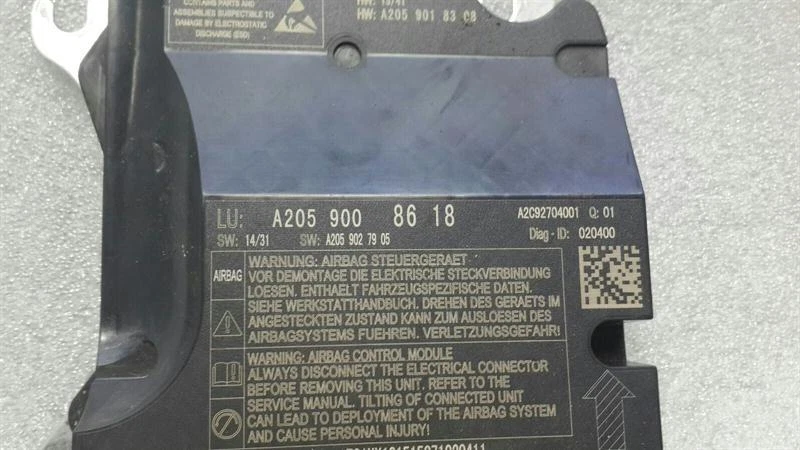 CONTAINS PARTS AND
ASSEMBLIES SUSCEPTIBLE TO
DAMAGE BY ELECTROSTATIC
DISCHARGE (ESD)
HW: 13/41
HW: A205 901 83 08
LU: A205 900 86 18
A2C92704001 Q: 01
SW: 14/31 SW: A205 902 79 05
Diag-ID: 020400
AIRBAG
WARNUNG: AIRBAG STEUERGERAET
VOR DEMONTAGE DIE ELEKTRISCHE STECKVERBINDUNG
LOESEN. ENTHAELT FAHRZEUGSPEZIFISCHE DATEN.
SIEHE WERKSTATTHANDBUCH. DREHEN DES GERAETS IM
ANGESTECKTEN ZUSTAND KANN ZUM AUSLOESEN DES
AIRBAGSYSTEMS FUEHREN. VERLETZUNGSGEFAHR!
WARNING: AIRBAG CONTROL MODULE
ALWAYS DISCONNECT THE ELECTRICAL CONNECTOR
BEFORE REMOVING THIS UNIT. REFER TO THE
SERVICE MANUAL. TILTING OF CONNECTED UNIT
CAN LEAD TO DEPLOYMENT OF THE AIRBAG SYSTEM
AND CAUSE PERSONAL INJURY!